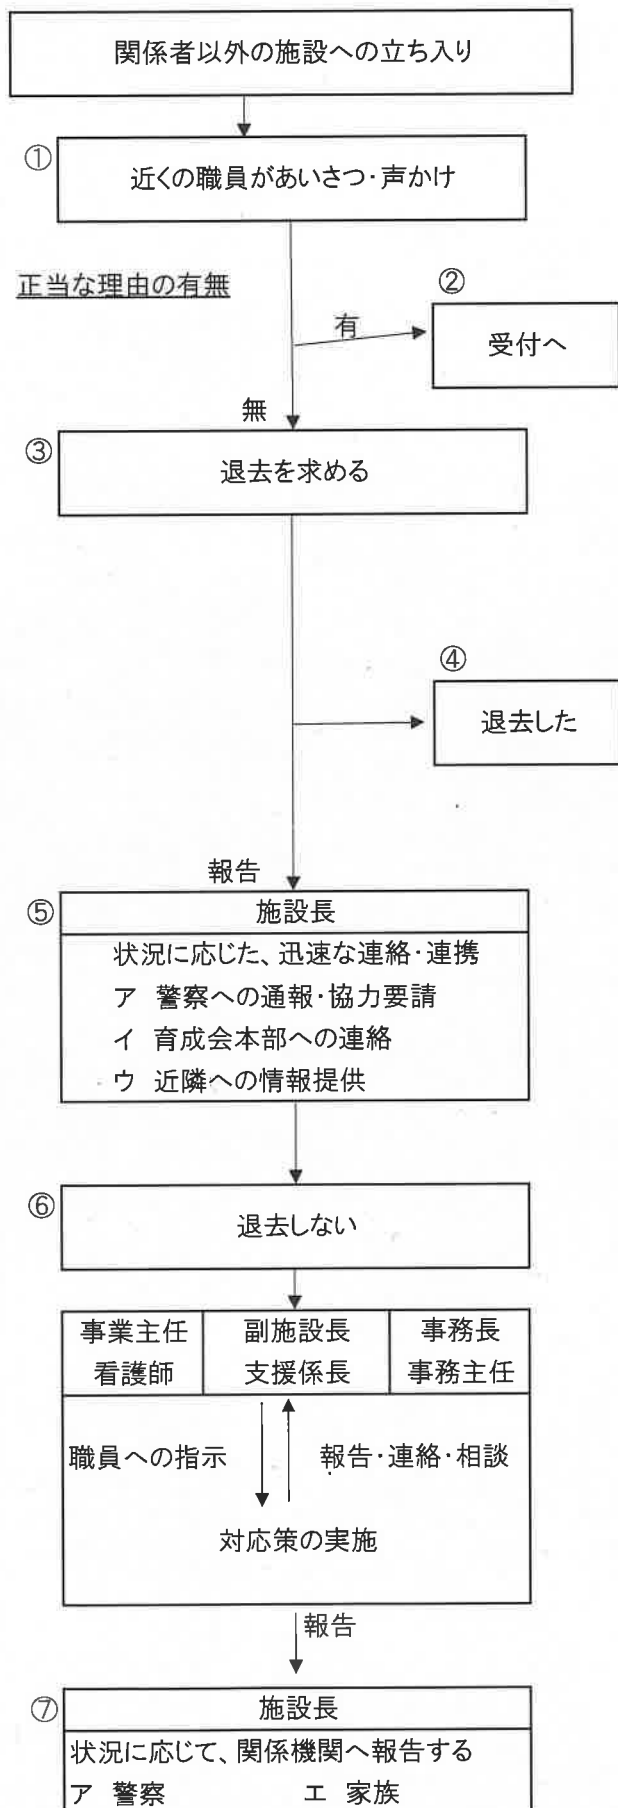 関係者以外の施設への立ち入り
①
近くの職員があいさつ・声かけ
正当な理由の有無
②
有
受付へ
無
③
退去を求める
④
退去した
報告
⑤
施設長
状況に応じた、迅速な連絡・連携
ア 警察への通報・協力要請
イ 育成会本部への連絡
ウ 近隣への情報提供
⑥
退去しない
事業主任 副施設長 事務長
看護師 支援係長 事務主任
職員への指示 報告・連絡・相談
対応策の実施
報告
⑦
施設長
状況に応じて、関係機関へ報告する
ア 警察 エ 家族